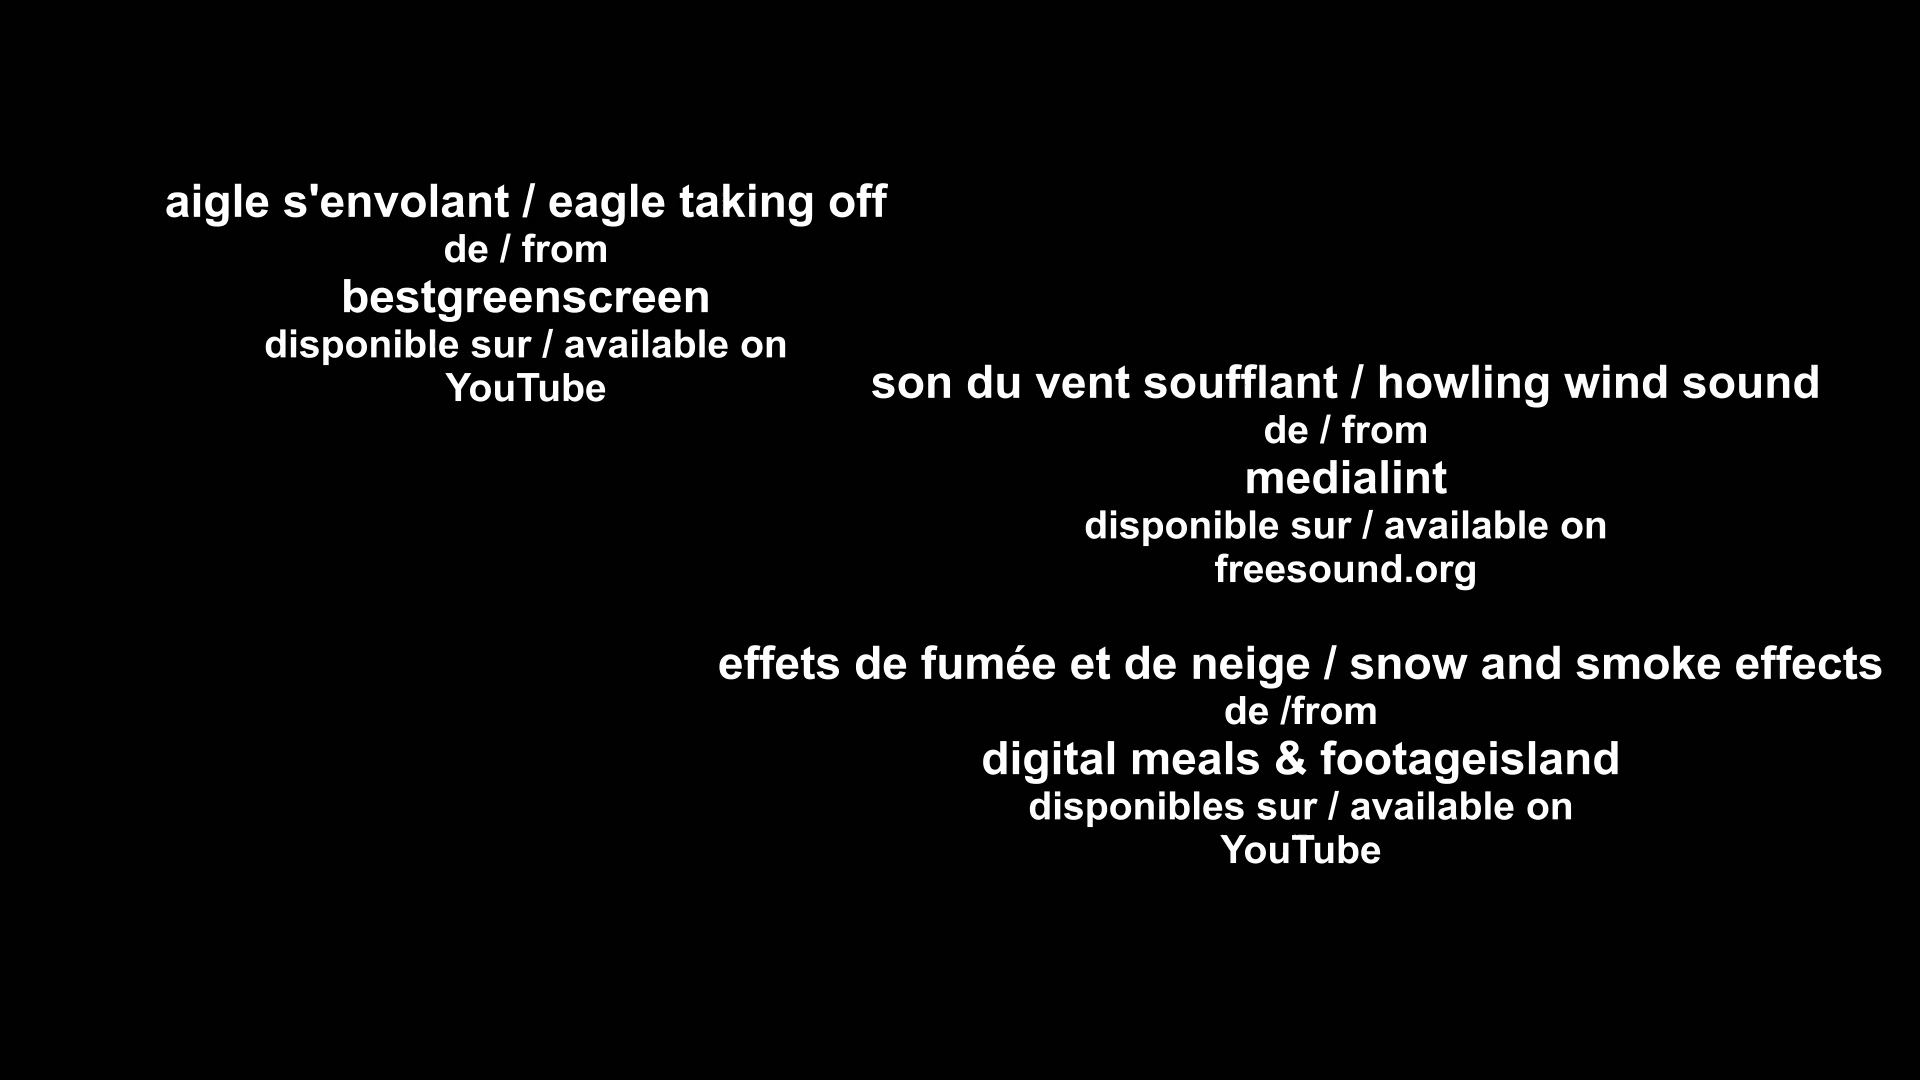 aigle s'envolant / eagle taking off
de / from
bestgreenscreen
disponible sur / available on
YouTube
son du vent soufflant / howling wind sound
de / from
medialint
disponible sur / available on
freesound.org
effets de fumée et de neige / snow and smoke effects
de /from
digital meals & footageisland
disponibles sur / available on
YouTube